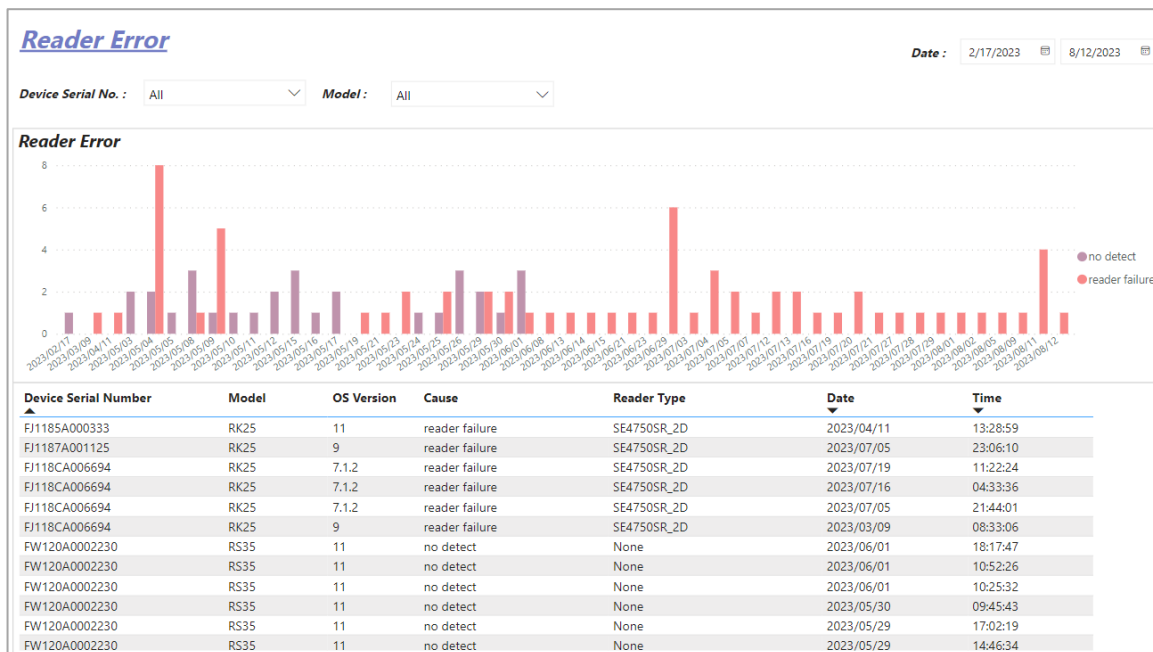 Reader Error
Date : 2/17/2023 8/12/2023
Device Serial No. : All Model : All
Reader Error
8
6
4
2
0
no detect
reader failure
2023/02/17 2023/03/09 2023/04/11 2023/05/03 2023/05/04 2023/05/05 2023/05/08 2023/05/09 2023/05/10 2023/05/11 2023/05/12 2023/05/15 2023/05/16 2023/05/17 2023/05/19 2023/05/21 2023/05/23 2023/05/24 2023/05/25 2023/05/26 2023/05/29 2023/05/30 2023/06/01 2023/06/08 2023/06/13 2023/06/14 2023/06/15 2023/06/21 2023/06/23 2023/06/29 2023/07/03 2023/07/04 2023/07/05 2023/07/07 2023/07/12 2023/07/13 2023/07/16 2023/07/19 2023/07/20 2023/07/21 2023/07/27 2023/07/28 2023/07/29 2023/08/01 2023/08/02 2023/08/05 2023/08/09 2023/08/11 2023/08/12
Device Serial Number Model OS Version Cause Reader Type Date Time
FJ1185A000333 RK25 11 reader failure SE4750SR_2D 2023/04/11 13:28:59
FJ1187A001125 RK25 9 reader failure SE4750SR_2D 2023/07/05 23:06:10
FJ118CA006694 RK25 7.1.2 reader failure SE4750SR_2D 2023/07/19 11:22:24
FJ118CA006694 RK25 7.1.2 reader failure SE4750SR_2D 2023/07/16 04:33:36
FJ118CA006694 RK25 7.1.2 reader failure SE4750SR_2D 2023/07/05 21:44:01
FJ118CA006694 RK25 9 reader failure SE4750SR_2D 2023/03/09 08:33:06
FW120A0002230 RS35 11 no detect None 2023/06/01 18:17:47
FW120A0002230 RS35 11 no detect None 2023/06/01 10:52:26
FW120A0002230 RS35 11 no detect None 2023/06/01 10:25:32
FW120A0002230 RS35 11 no detect None 2023/05/30 09:45:43
FW120A0002230 RS35 11 no detect None 2023/05/29 17:02:19
FW120A0002230 RS35 11 no detect None 2023/05/29 14:46:34